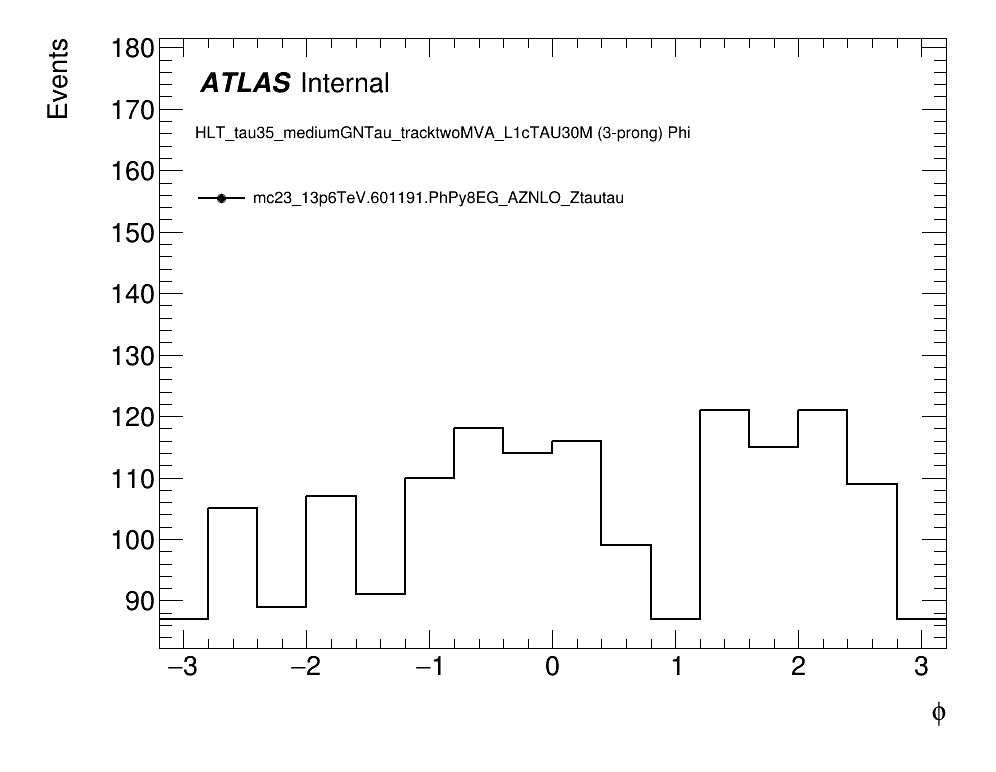 Events
180
170
160
150
140
130
120
110
100
90
ATLAS Internal
HLT_tau35_mediumGNTau_tracktwoMVA_L1cTAU30M (3-prong) Phi
mc23_13p6TeV.601191.PhPy8EG_AZNLO_Ztautau
−3 −2 −1 0 1 2 3
ϕ